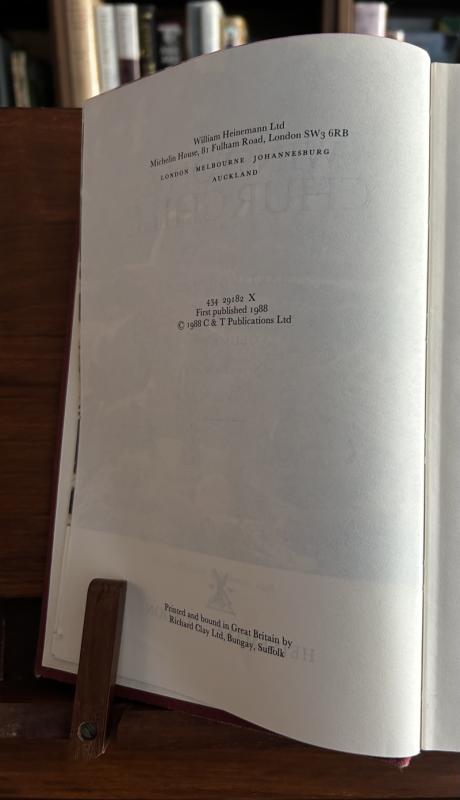 William Heinemann Ltd
Michelin House, 81 Fulham Road, London SW3 6RB
LONDON MELBOURNE JOHANNESBURG
AUCKLAND
434 29182 X
First published 1988
© 1988 C & T Publications Ltd
Printed and bound in Great Britain by
Richard Clay Ltd, Bungay, Suffolk